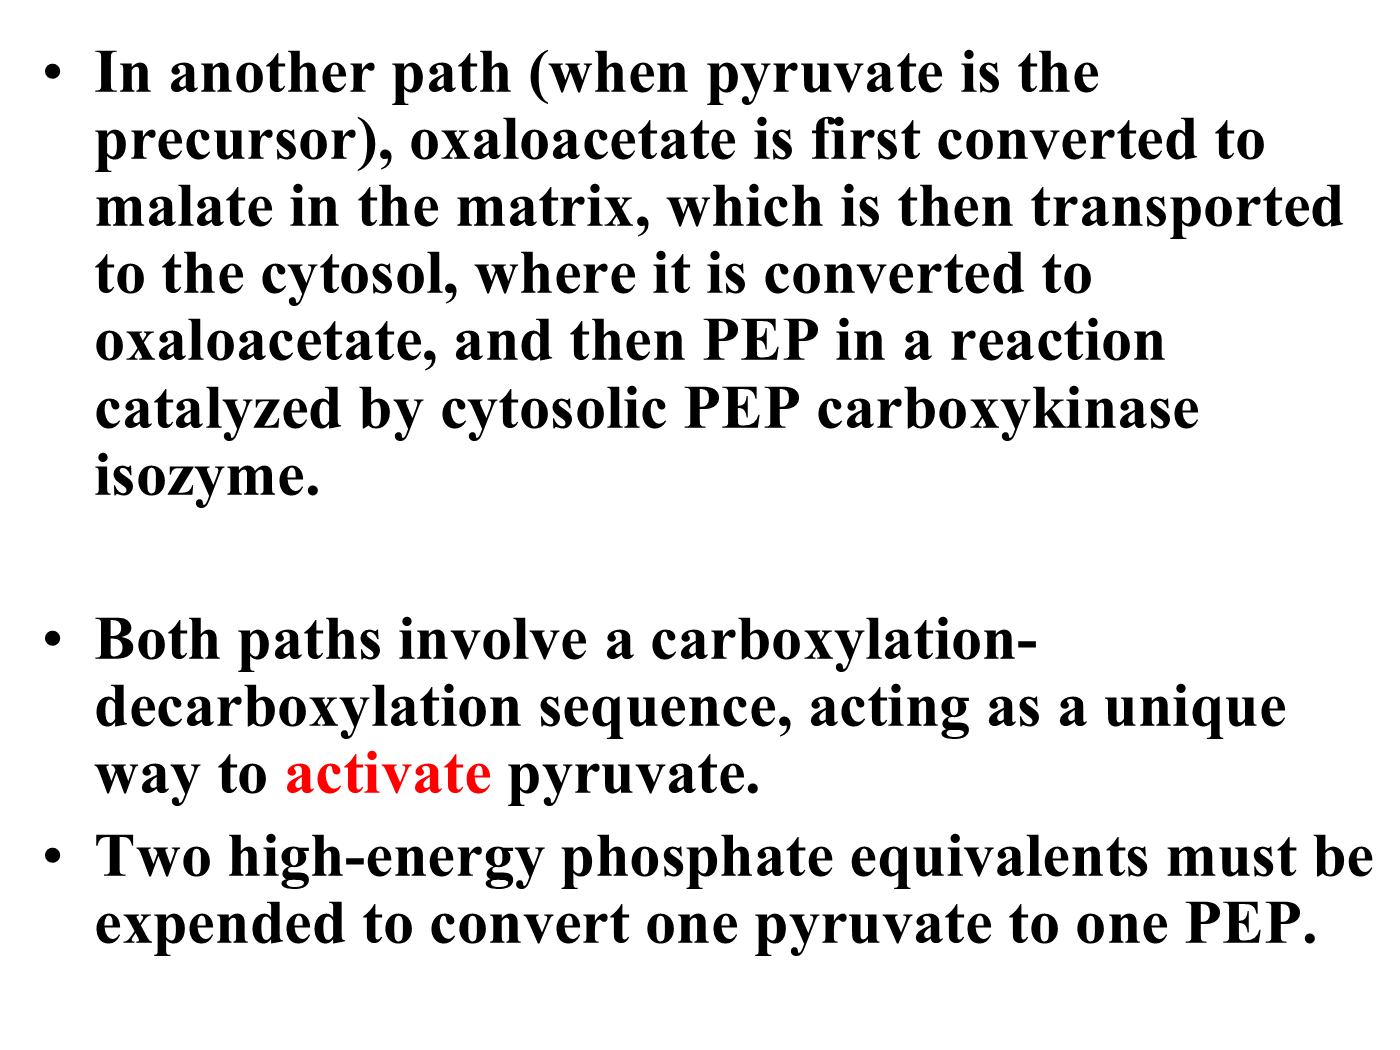 • In another path (when pyruvate is the
precursor), oxaloacetate is first converted to
malate in the matrix, which is then transported
to the cytosol, where it is converted to
oxaloacetate, and then PEP in a reaction
catalyzed by cytosolic PEP carboxykinase
isozyme.
• Both paths involve a carboxylation-
decarboxylation sequence, acting as a unique
way to activate pyruvate.
• Two high-energy phosphate equivalents must be
expended to convert one pyruvate to one PEP.